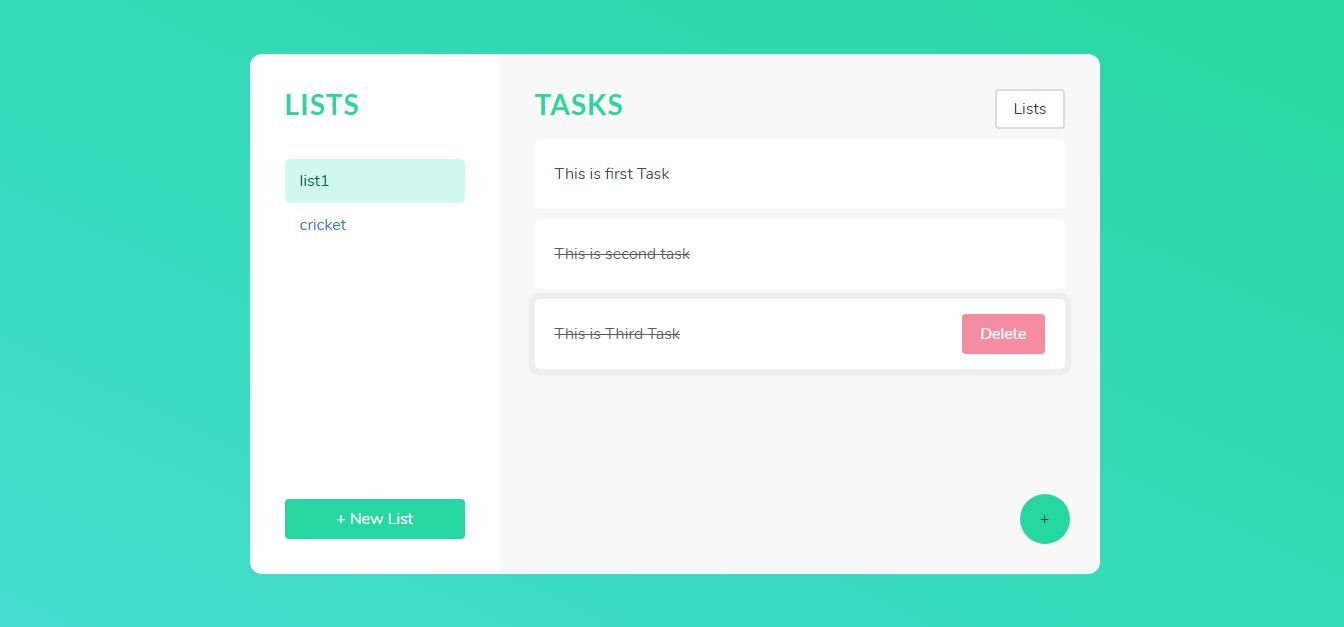 LISTS
list1
cricket
+ New List
TASKS
Lists
This is first Task
This is second task
This is Third Task
Delete
+